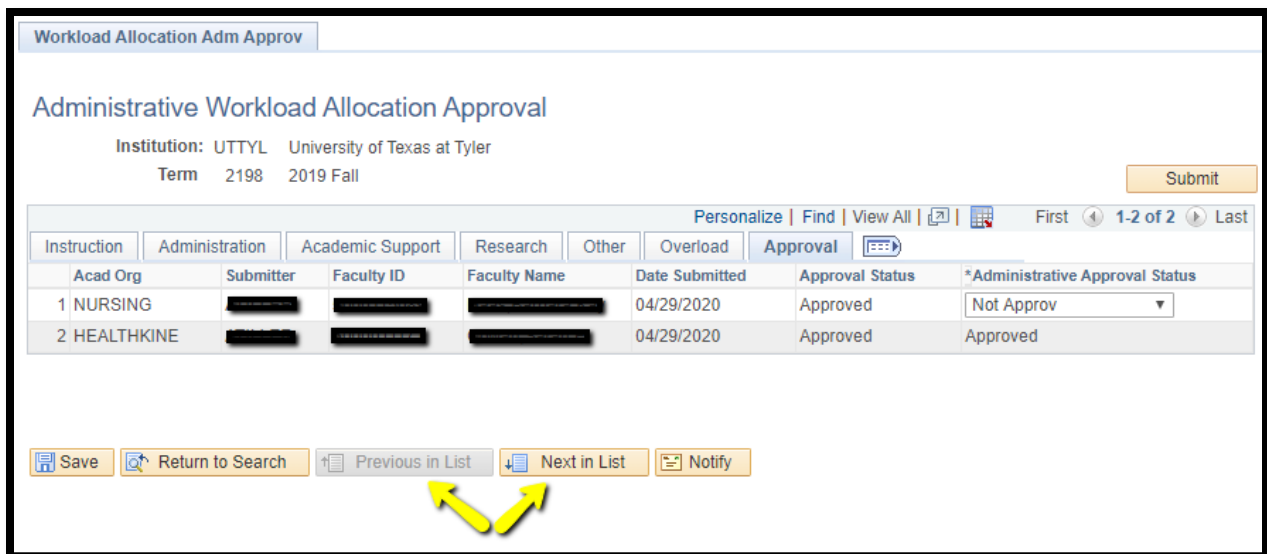 Workload Allocation Adm Approv
Administrative Workload Allocation Approval
Institution: UTTYL University of Texas at Tyler
Term 2198 2019 Fall
Submit
Personalize | Find | View All | | First 1-2 of 2 Last
Instruction Administration Academic Support Research Other Overload Approval
Acad Org Submitter Faculty ID Faculty Name Date Submitted Approval Status *Administrative Approval Status
1 NURSING 04/29/2020 Approved Not Approv
2 HEALTHKINE 04/29/2020 Approved Approved
Save Return to Search Previous in List Next in List Notify